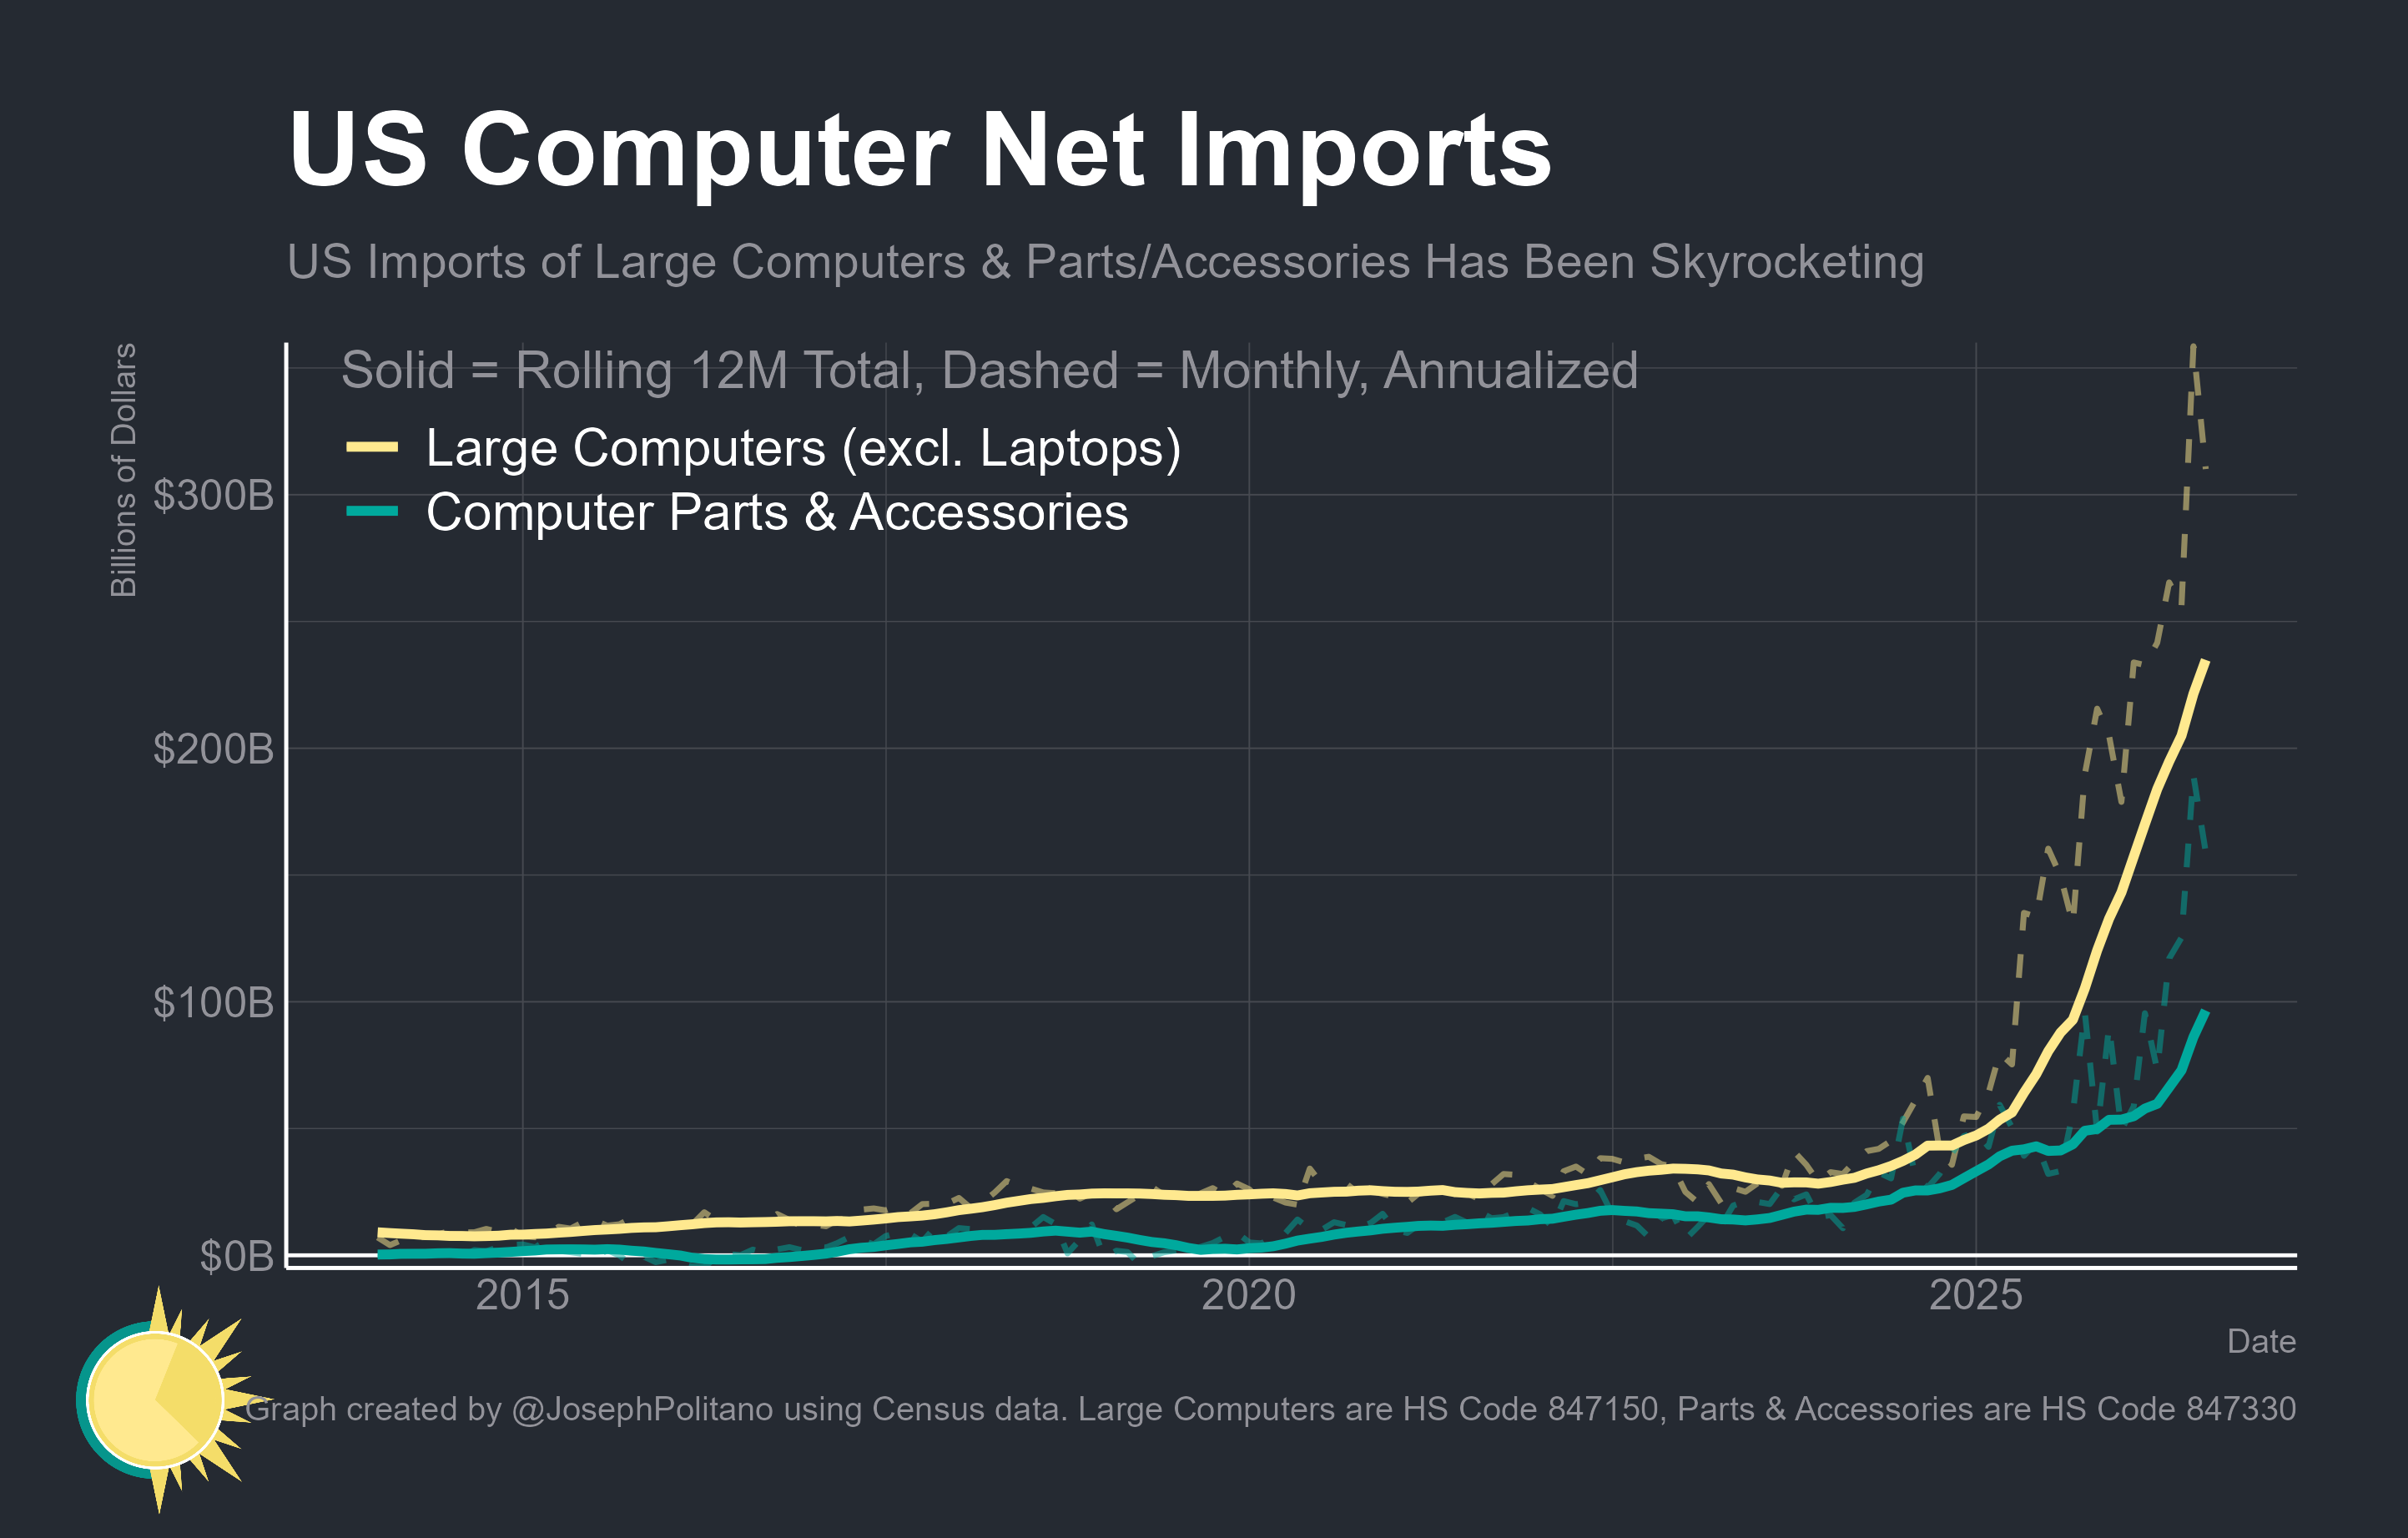 US Computer Net Imports
US Imports of Large Computers & Parts/Accessories Has Been Skyrocketing
Billions of Dollars
Solid = Rolling 12M Total, Dashed = Monthly, Annualized
Large Computers (excl. Laptops)
Computer Parts & Accessories
$300B
$200B
$100B
$0B
2015 2020 2025
Date
Graph created by @JosephPolitano using Census data. Large Computers are HS Code 847150, Parts & Accessories are HS Code 847330